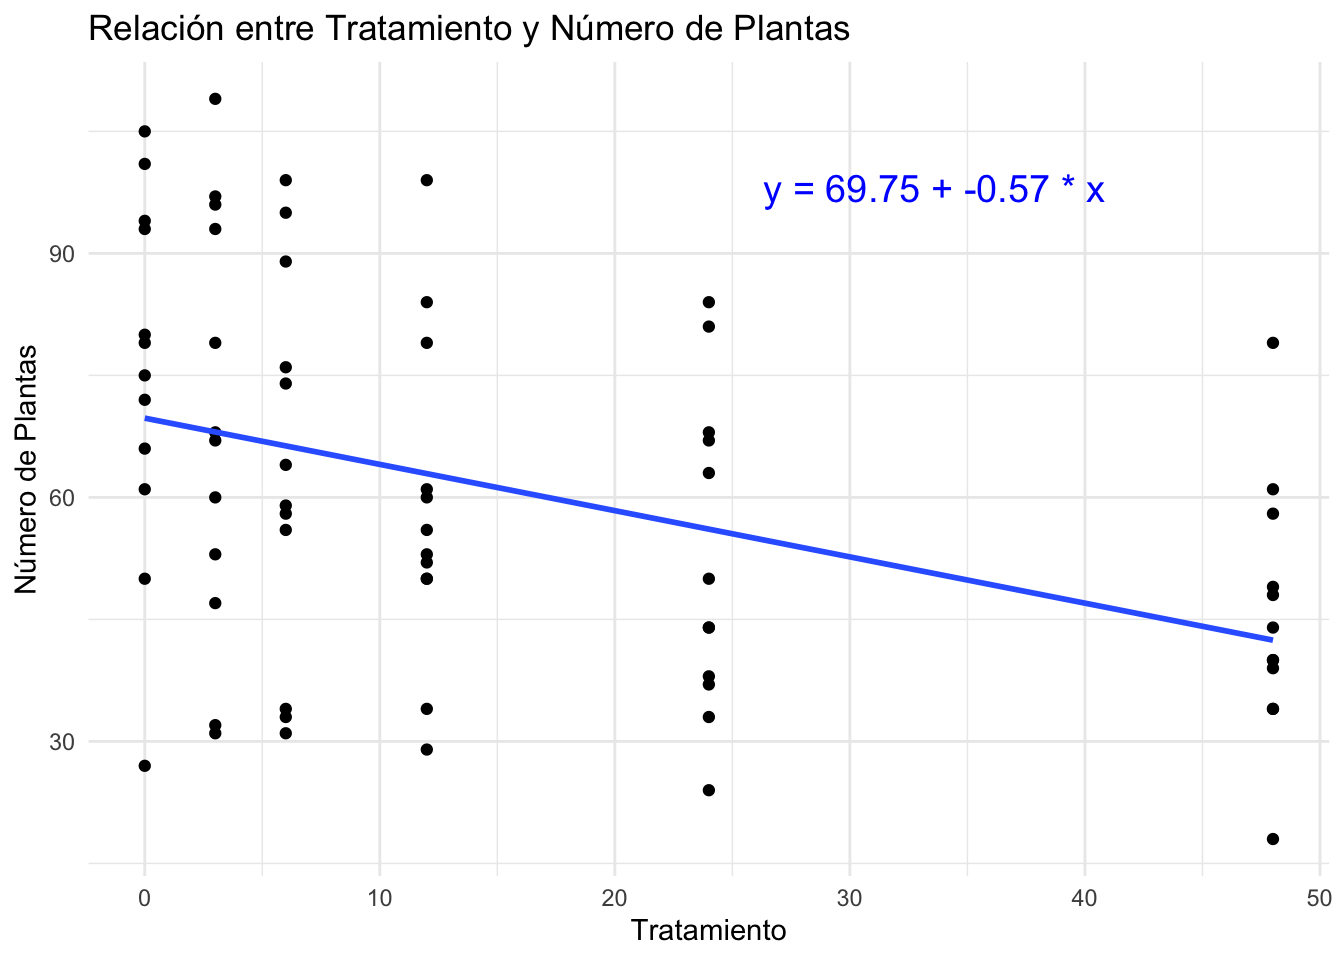 Relación entre Tratamiento y Número de Plantas
y = 69.75 + -0.57 * x
Número de Plantas
90
60
30
0 10 20 30 40 50
Tratamiento